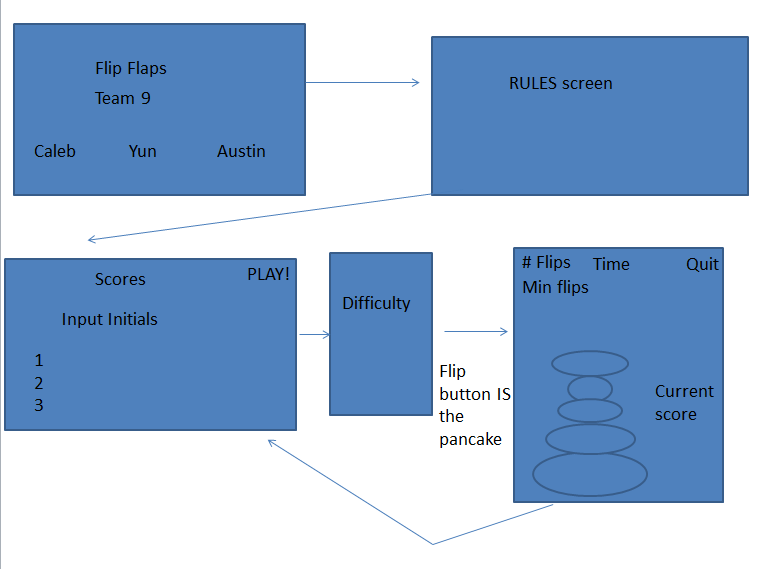 Flip Flaps
Team 9
Caleb Yun Austin
RULES screen
Scores PLAY!
Input Initials
1
2
3
Difficulty
Flip
button IS
the
pancake
# Flips Time Quit
Min flips
Current
score